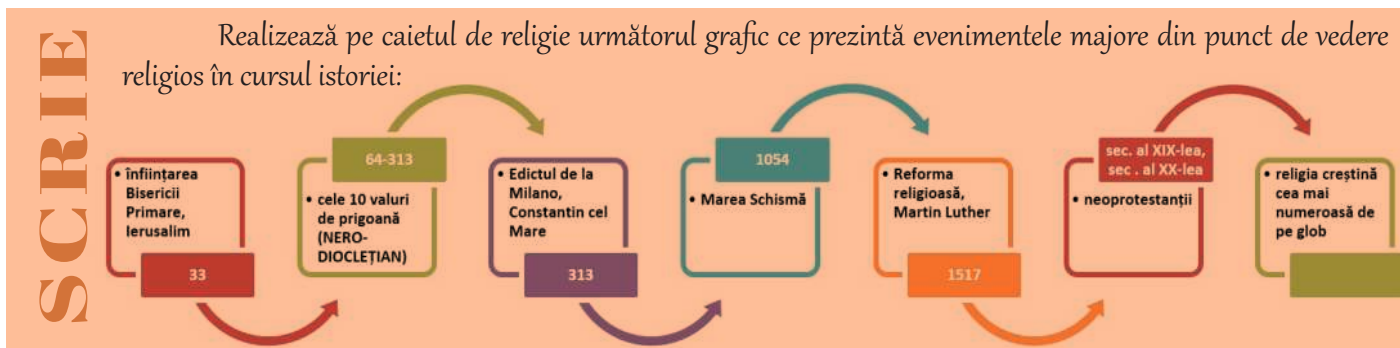 SCRIE
Realizează pe caietul de religie următorul grafic ce prezintă evenimentele majore din punct de vedere
religios în cursul istoriei:
• înființarea
Bisericii
Primare,
Ierusalim
33
64-313
• cele 10 valuri
de prigoană
(NERO-
DIOCLEȚIAN)
• Edictul de la
Milano,
Constantin cel
Mare
313
1054
• Marea Schismă
• Reforma
religioasă,
Martin Luther
1517
sec. al XIX-lea,
sec . al XX-lea
• neoprotestanții
• religia creștină
cea mai
numeroasă de
pe glob